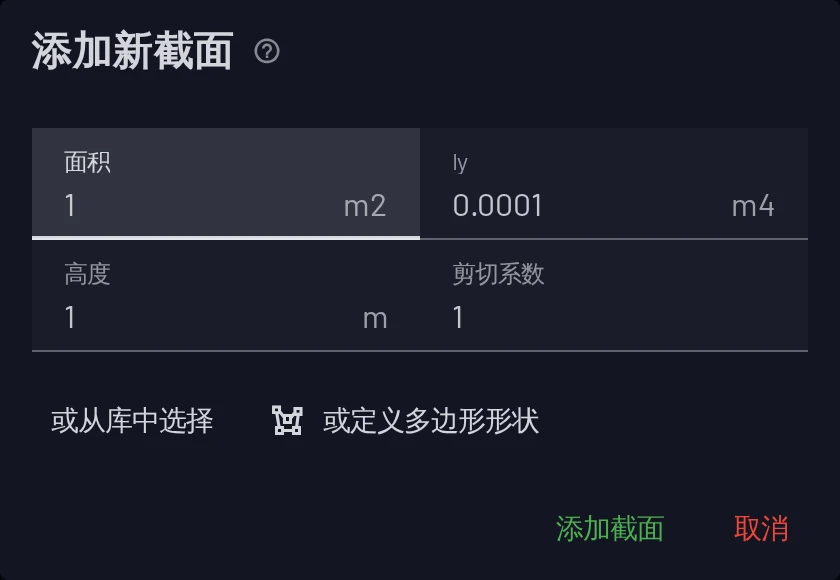 添加新截面
面积
1 m2
Iy
0.0001 m4
高度
1 m
剪切系数
1
或从库中选择
或定义多边形形状
添加截面
取消